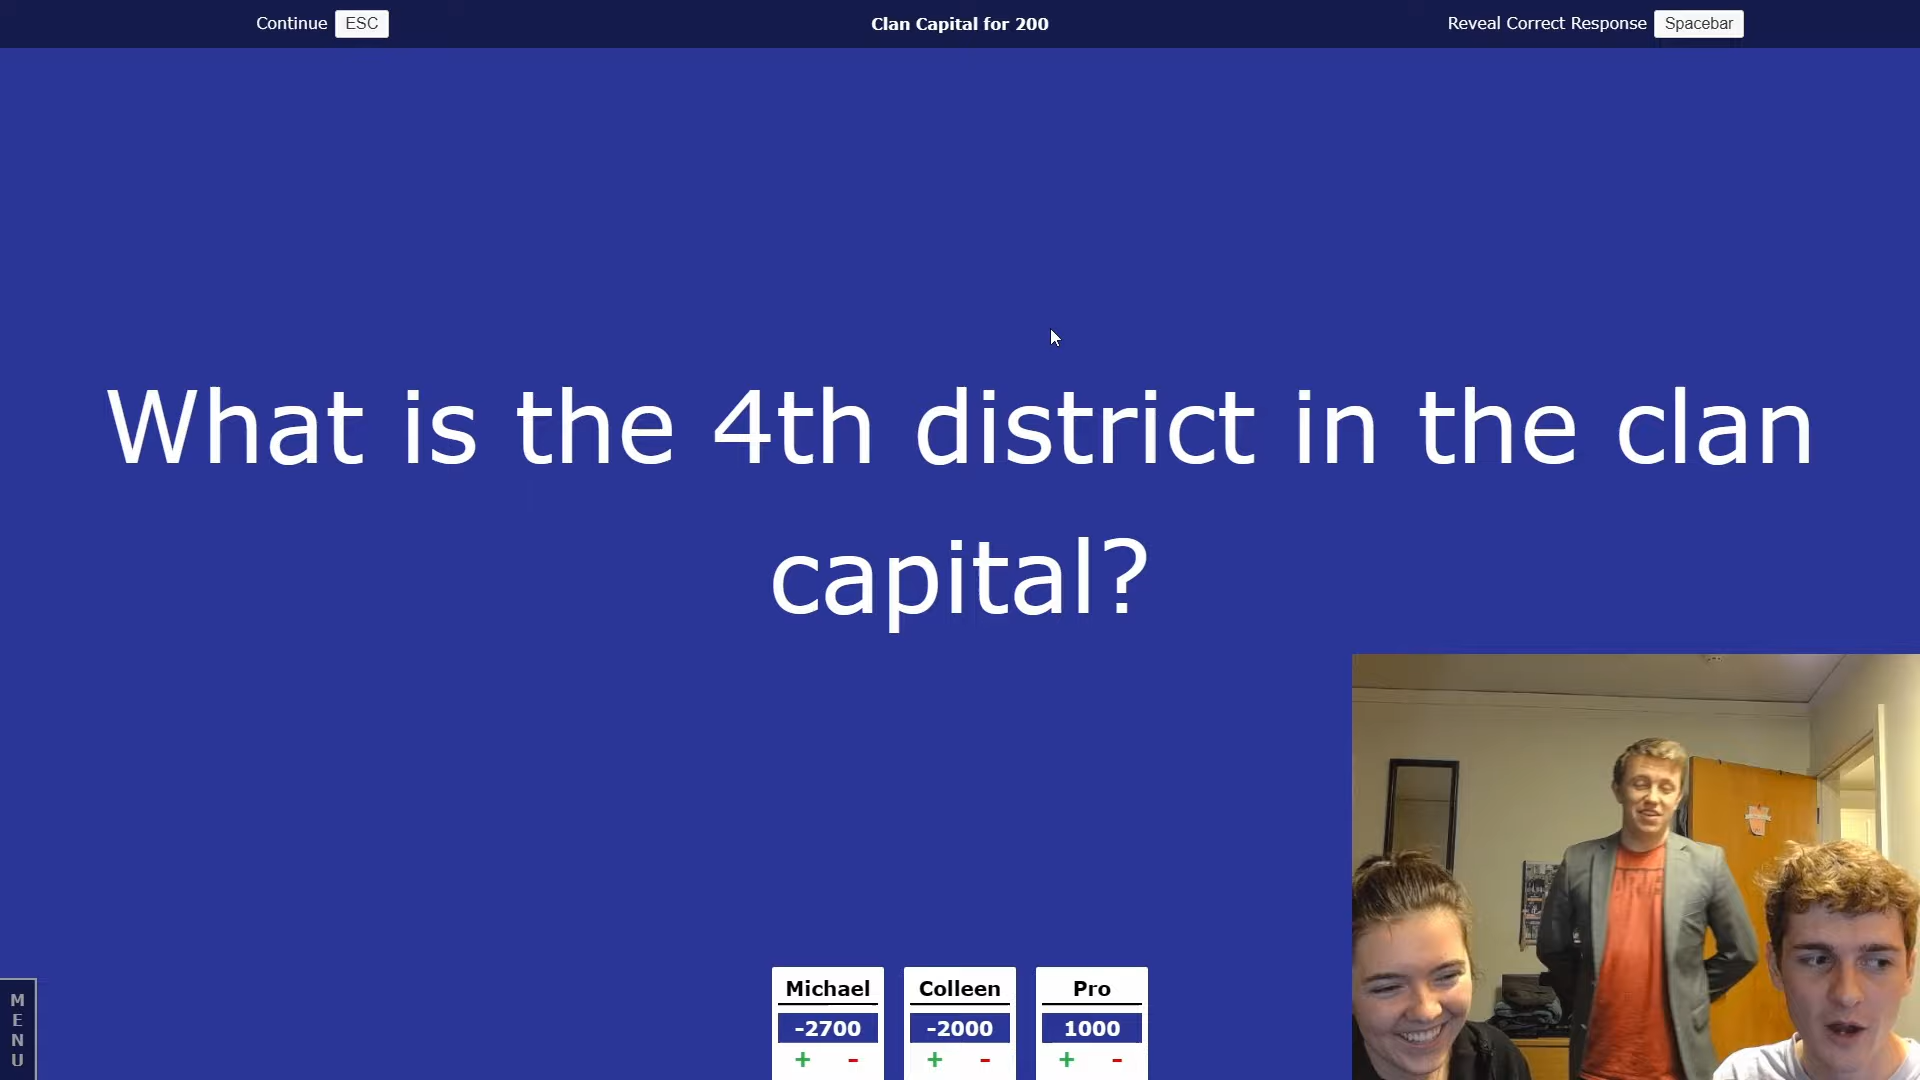 Continue ESC
Clan Capital for 200
Reveal Correct Response Spacebar
What is the 4th district in the clan
capital?
MENU
Michael Colleen Pro
-2700 -2000 1000
+ - + - + -